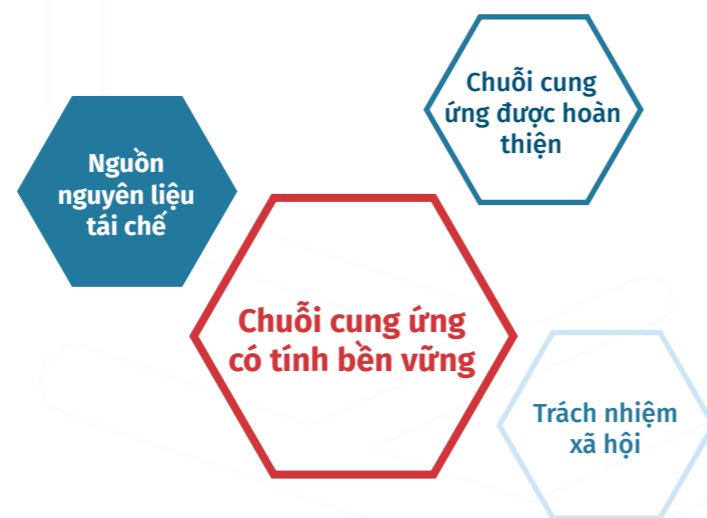 Chuỗi cung
ứng được hoàn
thiện
Nguồn
nguyên liệu
tái chế
Chuỗi cung ứng
có tính bền vững
Trách nhiệm
xã hội